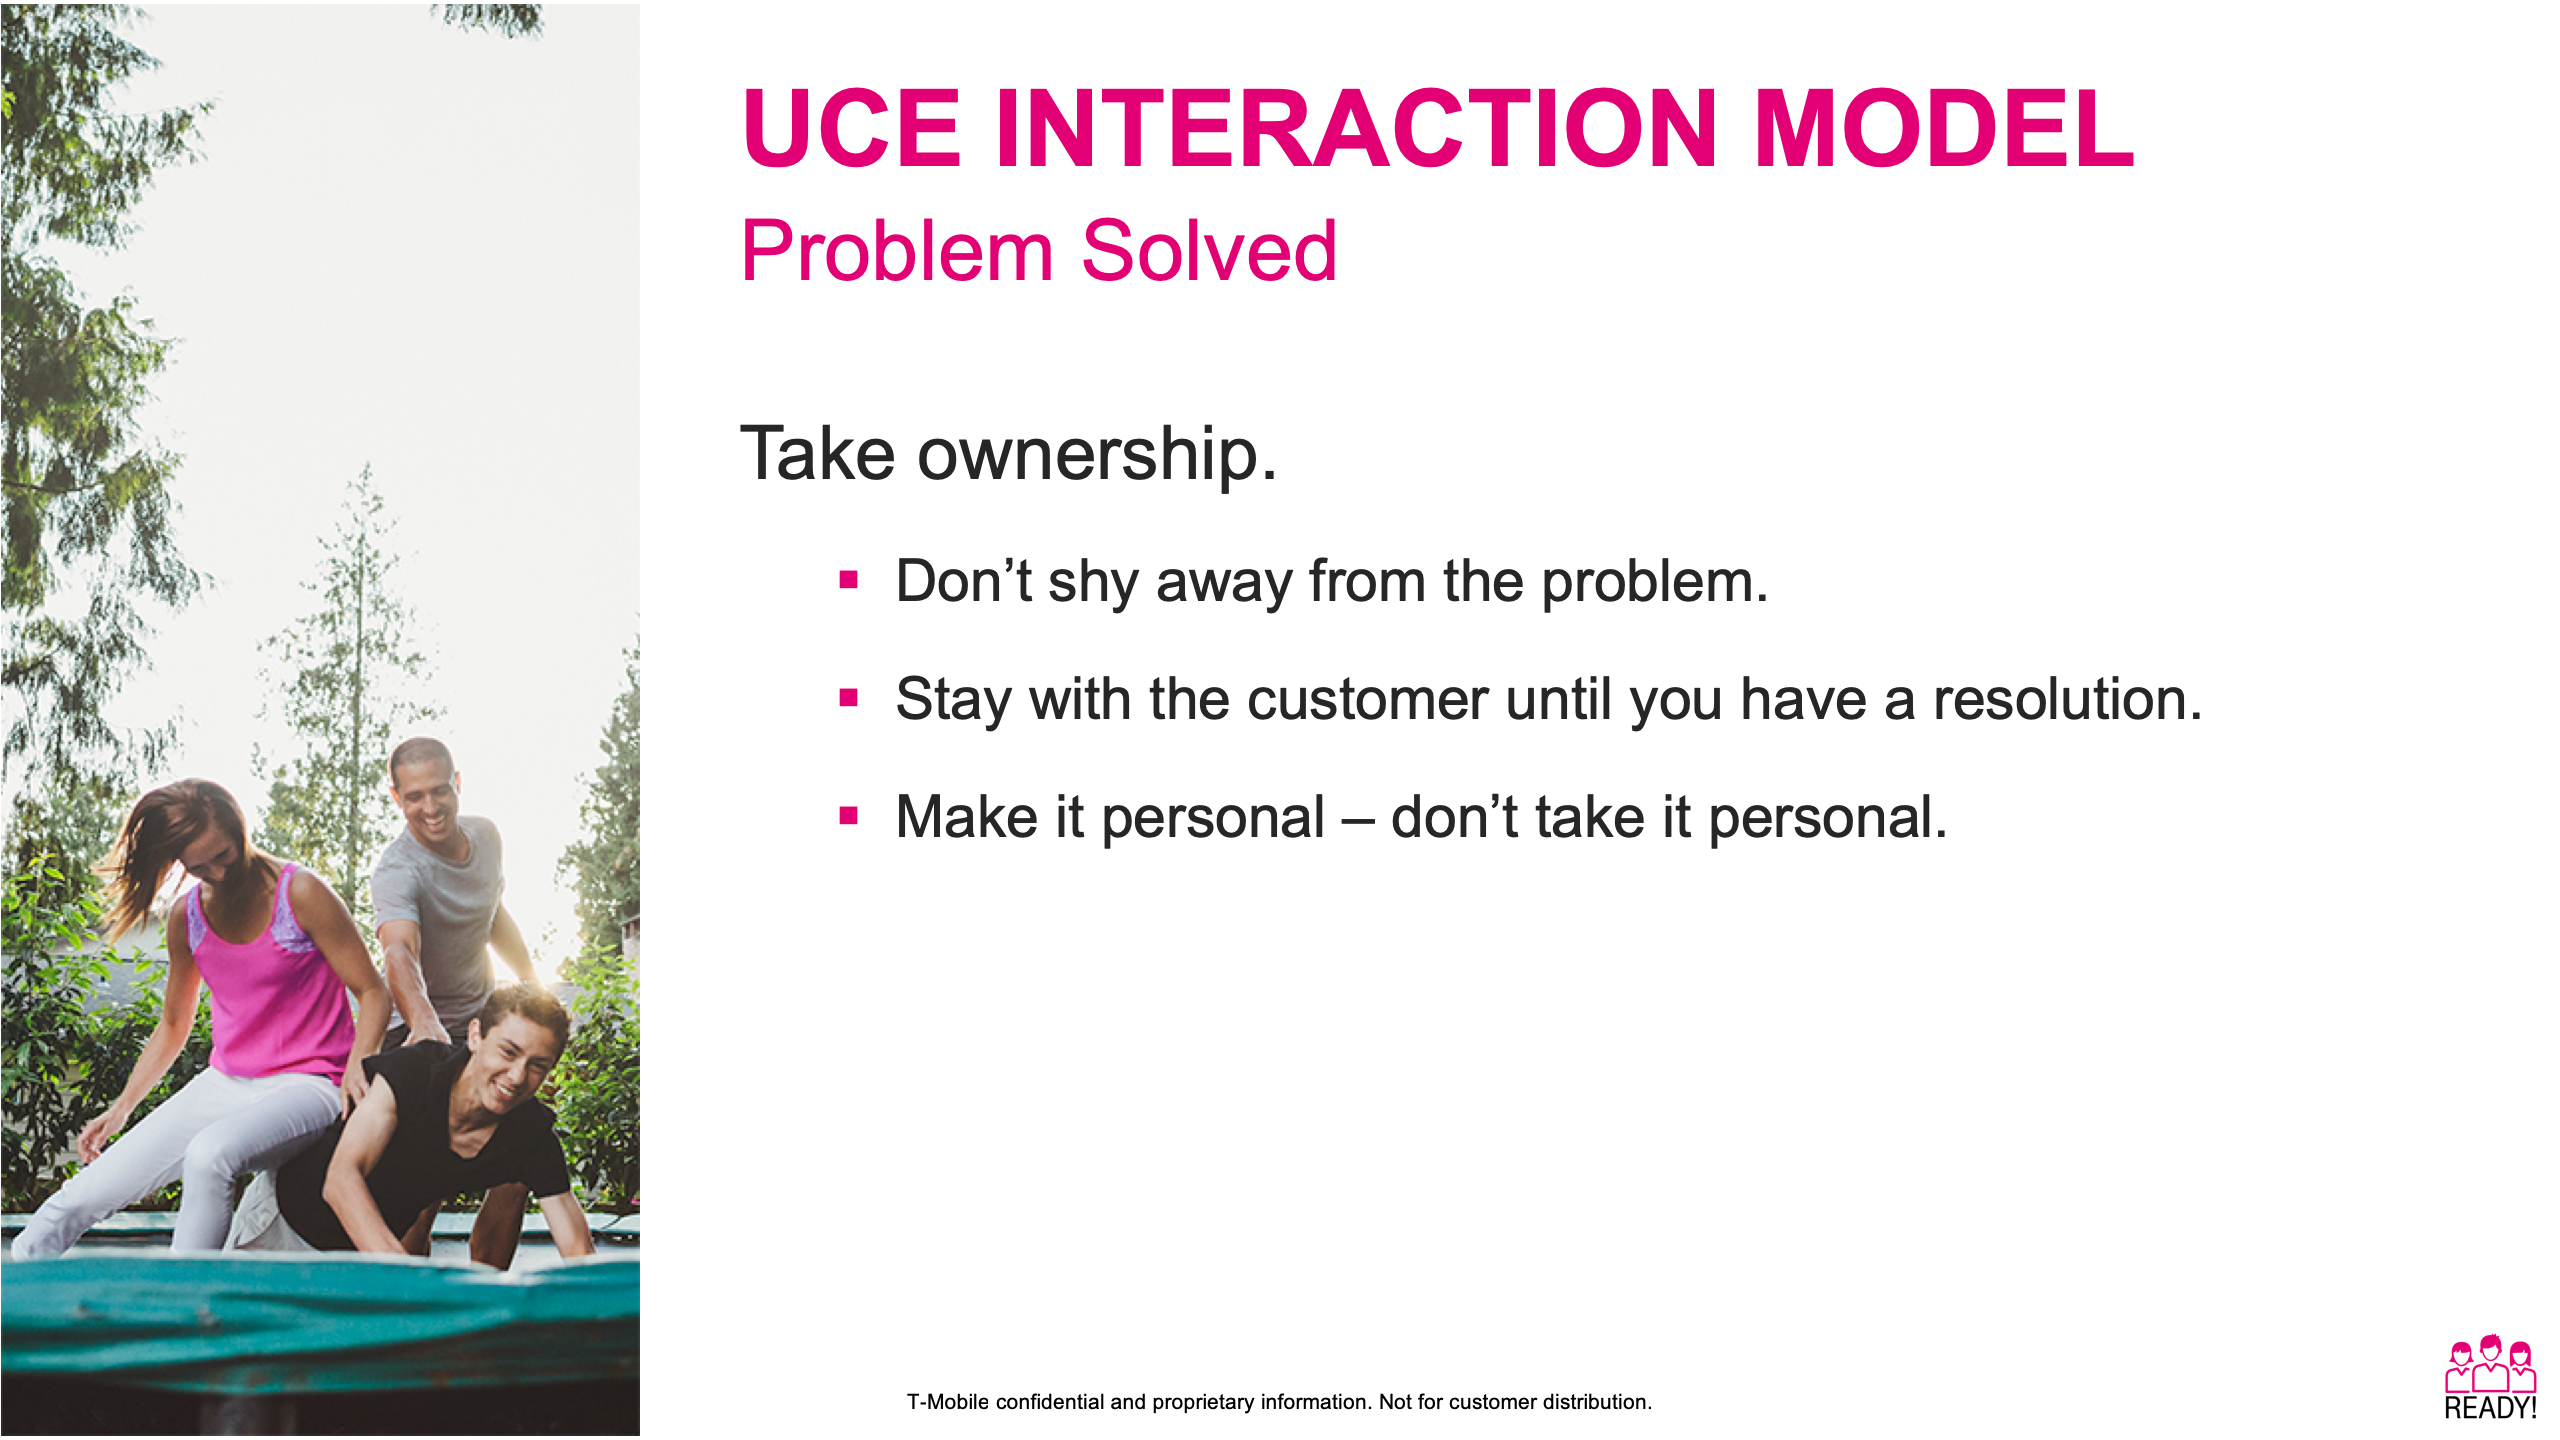 UCE INTERACTION MODEL
Problem Solved
Take ownership.
▪ Don’t shy away from the problem.
▪ Stay with the customer until you have a resolution.
▪ Make it personal – don’t take it personal.
T-Mobile confidential and proprietary information. Not for customer distribution.
READY!